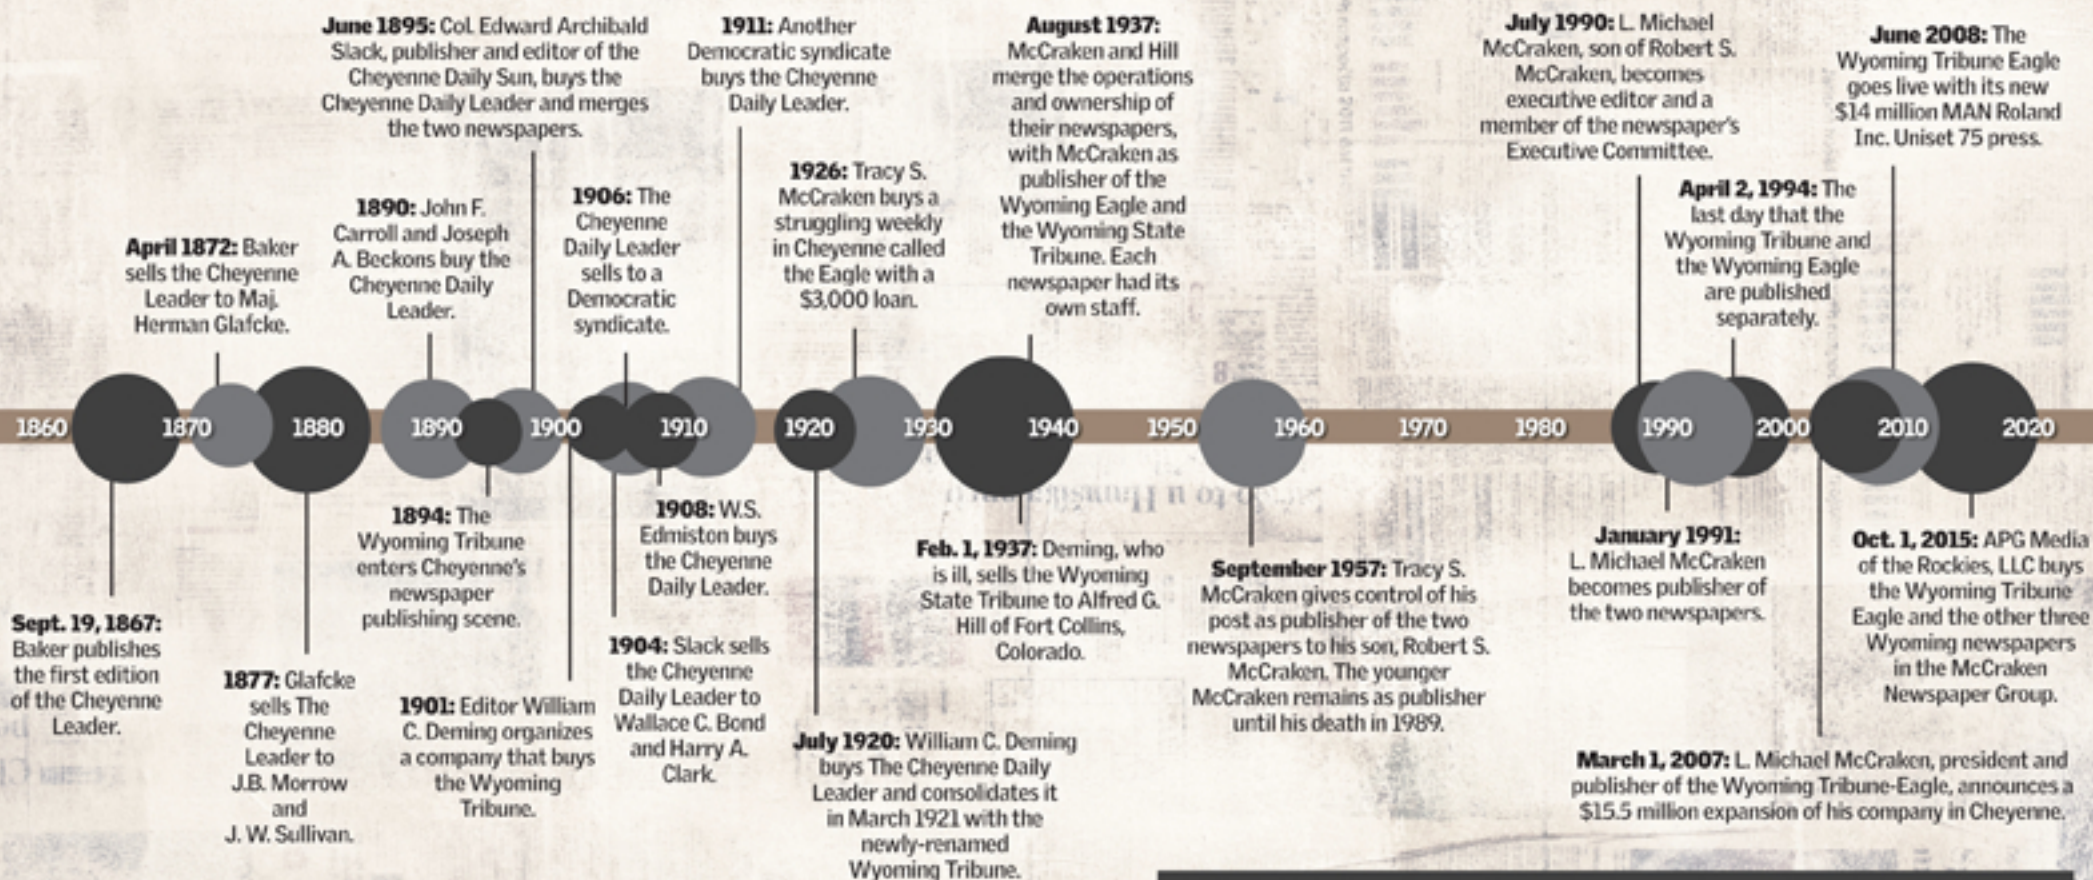 June 1895: Col. Edward Archibald
Slack, publisher and editor of the
Cheyenne Daily Sun, buys the
Cheyenne Daily Leader and merges
the two newspapers.
1911: Another
Democratic syndicate
buys the Cheyenne
Daily Leader.
August 1937:
McCraken and Hill
merge the operations
and ownership of
their newspapers,
with McCraken as
publisher of the
Wyoming Eagle and
the Wyoming State
Tribune. Each
newspaper had its
own staff.
July 1990: L. Michael
McCraken, son of Robert S.
McCraken, becomes
executive editor and a
member of the newspaper's
Executive Committee.
June 2008: The
Wyoming Tribune Eagle
goes live with its new
$14 million MAN Roland
Inc. Uniset 75 press.
April 1872: Baker
sells the Cheyenne
Leader to Maj.
Herman Glafcke.
1890: John F.
Carroll and Joseph
A. Beckons buy the
Cheyenne Daily
Leader.
1906: The
Cheyenne
Daily Leader
sells to a
Democratic
syndicate.
1926: Tracy S.
McCraken buys a
struggling weekly
in Cheyenne called
the Eagle with a
$3,000 loan.
April 2, 1994: The
last day that the
Wyoming Tribune and
the Wyoming Eagle
are published
separately.
1860 1870 1880 1890 1900 1910 1920 1930 1940 1950 1960 1970 1980 1990 2000 2010 2020
Sept. 19, 1867:
Baker publishes
the first edition
of the Cheyenne
Leader.
1877: Glafcke
sells The
Cheyenne
Leader to
J.B. Morrow
and
J. W. Sullivan.
1894: The
Wyoming Tribune
enters Cheyenne's
newspaper
publishing scene.
1901: Editor William
C. Deming organizes
a company that buys
the Wyoming
Tribune.
1908: W.S.
Edmiston buys
the Cheyenne
Daily Leader.
1904: Slack sells
the Cheyenne
Daily Leader to
Wallace C. Bond
and Harry A.
Clark.
July 1920: William C. Deming
buys The Cheyenne Daily
Leader and consolidates it
in March 1921 with the
newly-renamed
Wyoming Tribune.
Feb. 1, 1937: Deming, who
is ill, sells the Wyoming
State Tribune to Alfred G.
Hill of Fort Collins,
Colorado.
September 1957: Tracy S.
McCraken gives control of his
post as publisher of the two
newspapers to his son, Robert S.
McCraken. The younger
McCraken remains as publisher
until his death in 1989.
January 1991:
L. Michael McCraken
becomes publisher of
the two newspapers.
Oct. 1, 2015: APG Media
of the Rockies, LLC buys
the Wyoming Tribune
Eagle and the other three
Wyoming newspapers
in the McCraken
Newspaper Group.
March 1, 2007: L. Michael McCraken, president and
publisher of the Wyoming Tribune-Eagle, announces a
$15.5 million expansion of his company in Cheyenne.